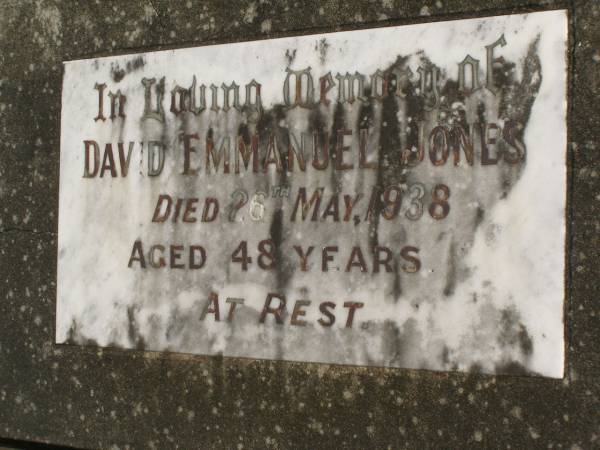 In Loving Memory of
DAVID EMMANUEL JONES
DIED 26TH MAY, 1938
AGED 48 YEARS
AT REST.